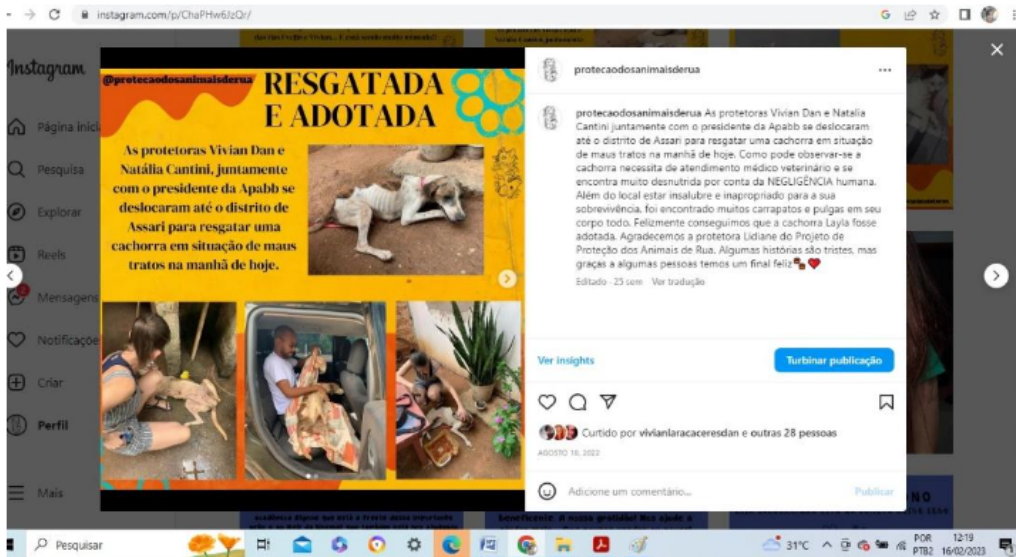 instagram.com/p/ChaPHw6JzQr/
Instagram
Página inici
Pesquisa
Explorar
Reels
Mensagens
Notificaçõe
Criar
Perfil
Mais
@protecaodosanimaisderua
RESGATADA
E ADOTADA
As protetoras Vivian Dan e
Natália Cantini, juntamente
com o presidente da Apabb se
deslocaram até o distrito de
Assari para resgatar uma
cachorra em situação de maus
tratos na manhã de hoje.
protecaodosanimaisderua
protecaodosanimaisderua As protetoras Vivian Dan e Natalia
Cantini juntamente com o presidente da Apabb se deslocaram
até o distrito de Assari para resgatar uma cachorra em situação
de maus tratos na manhã de hoje. Como pode observar-se a
cachorra necessita de atendimento médico veterinário e se
encontra muito desnutrida por conta da NEGLIGÊNCIA humana.
Além do local estar insalubre e inapropriado para a sua
sobrevivência, foi encontrado muitos carrapatos e pulgas em seu
corpo todo. Felizmente conseguimos que a cachorra Layla fosse
adotada. Agradecemos a protetora Lidiane do Projeto de
Proteção dos Animais de Rua. Algumas histórias são tristes, mas
graças a algumas pessoas temos um final feliz
Editado · 25 sem Ver tradução
Ver insights
Turbinar publicação
Curtido por vivianlaracaceresdan e outras 28 pessoas
Adicione um comentário...
Publicar
Pesquisar
31°C
POR
PTB2
12:19
16/02/2023